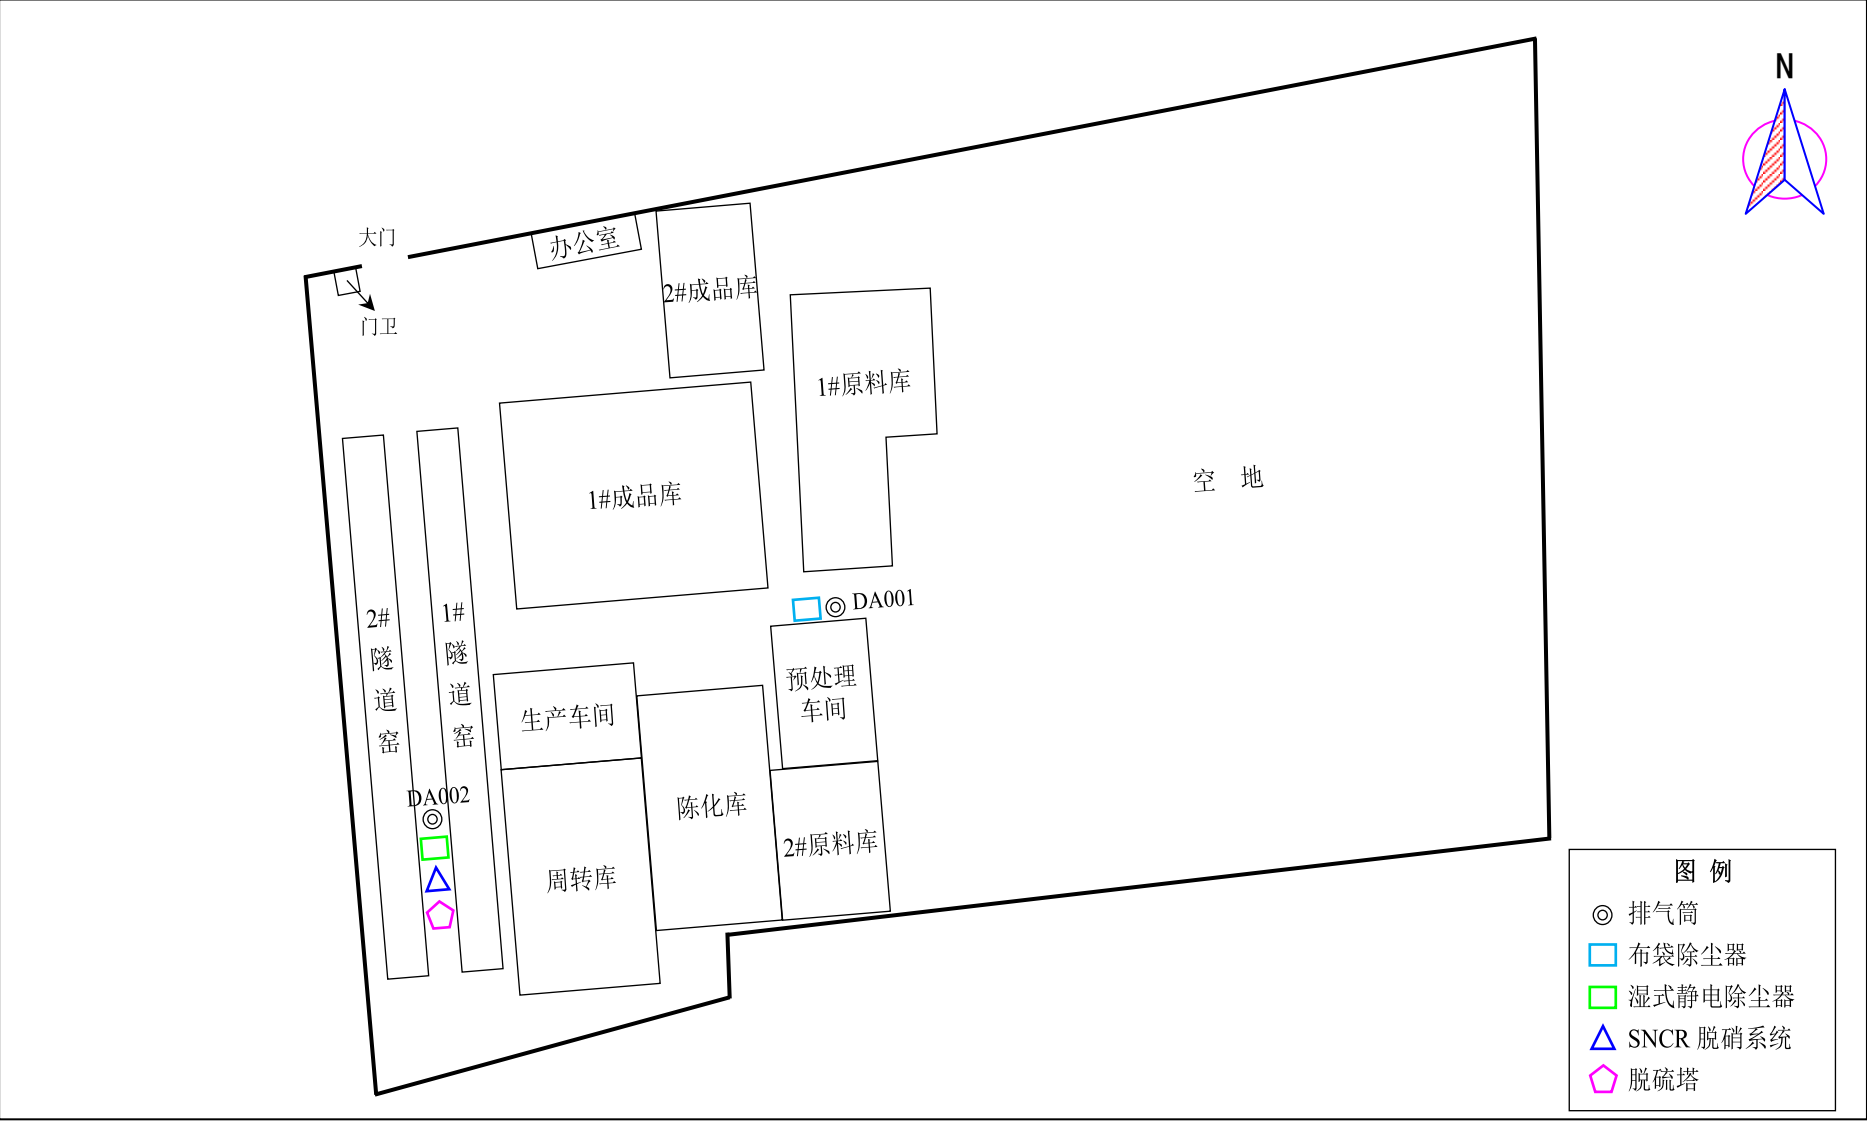 N
大门
办公室
门卫
2#成品库
1#原料库
1#成品库
空 地
DA001
2#隧道窑
1#隧道窑
预处理
车间
生产车间
DA002
陈化库
2#原料库
周转库
图 例
排气筒
布袋除尘器
湿式静电除尘器
SNCR 脱硝系统
脱硫塔